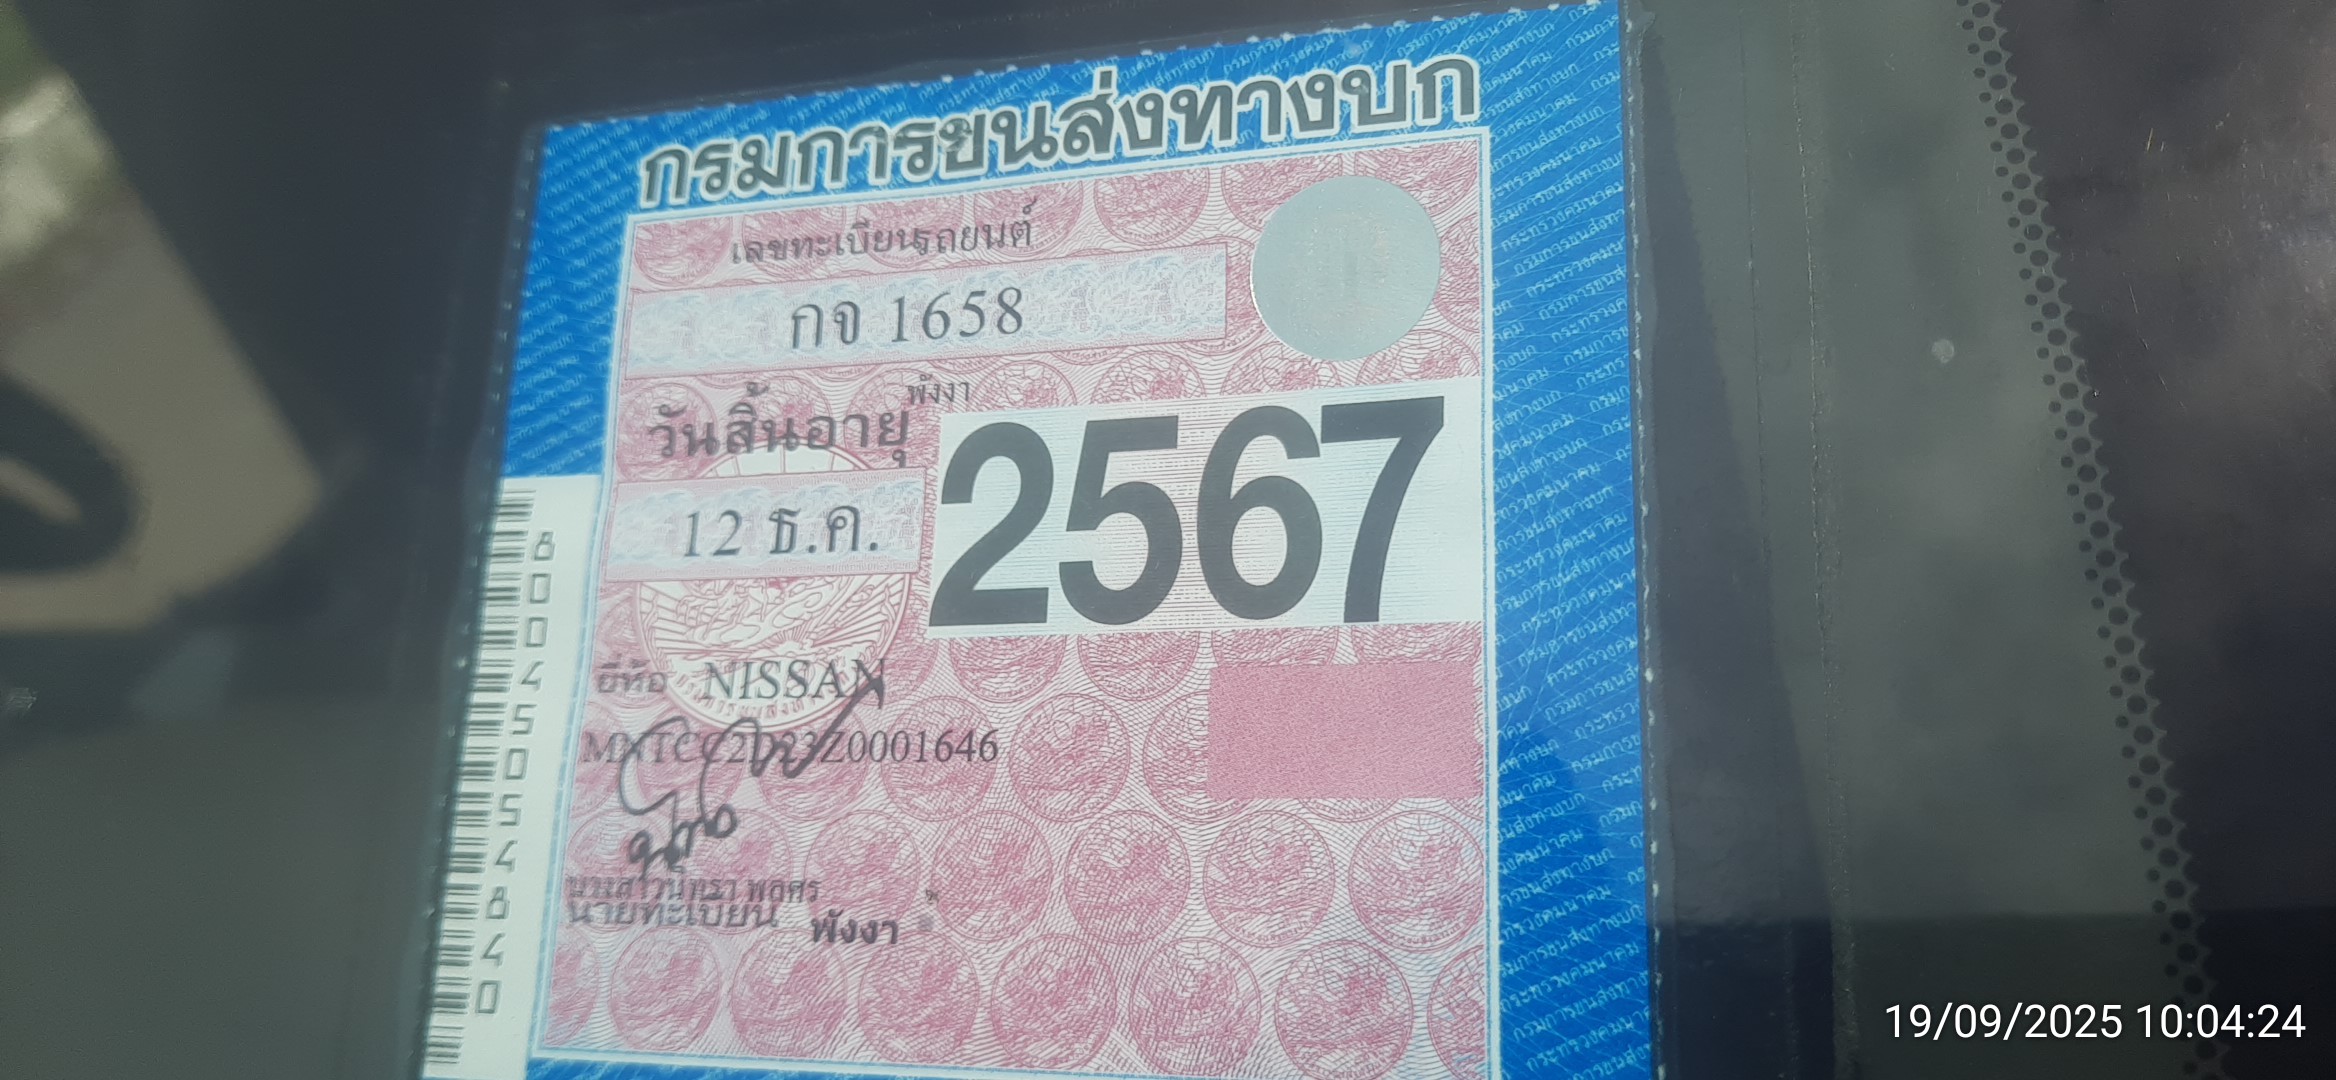 กรมการขนส่งทางบก
เลขทะเบียนรถยนต์
กจ 1658
พังงา
วันสิ้นอายุ
12 ธ.ค.
2567
ยี่ห้อ NISSAN
Z0001646
นายทะเบียน พังงา
19/09/2025 10:04:24